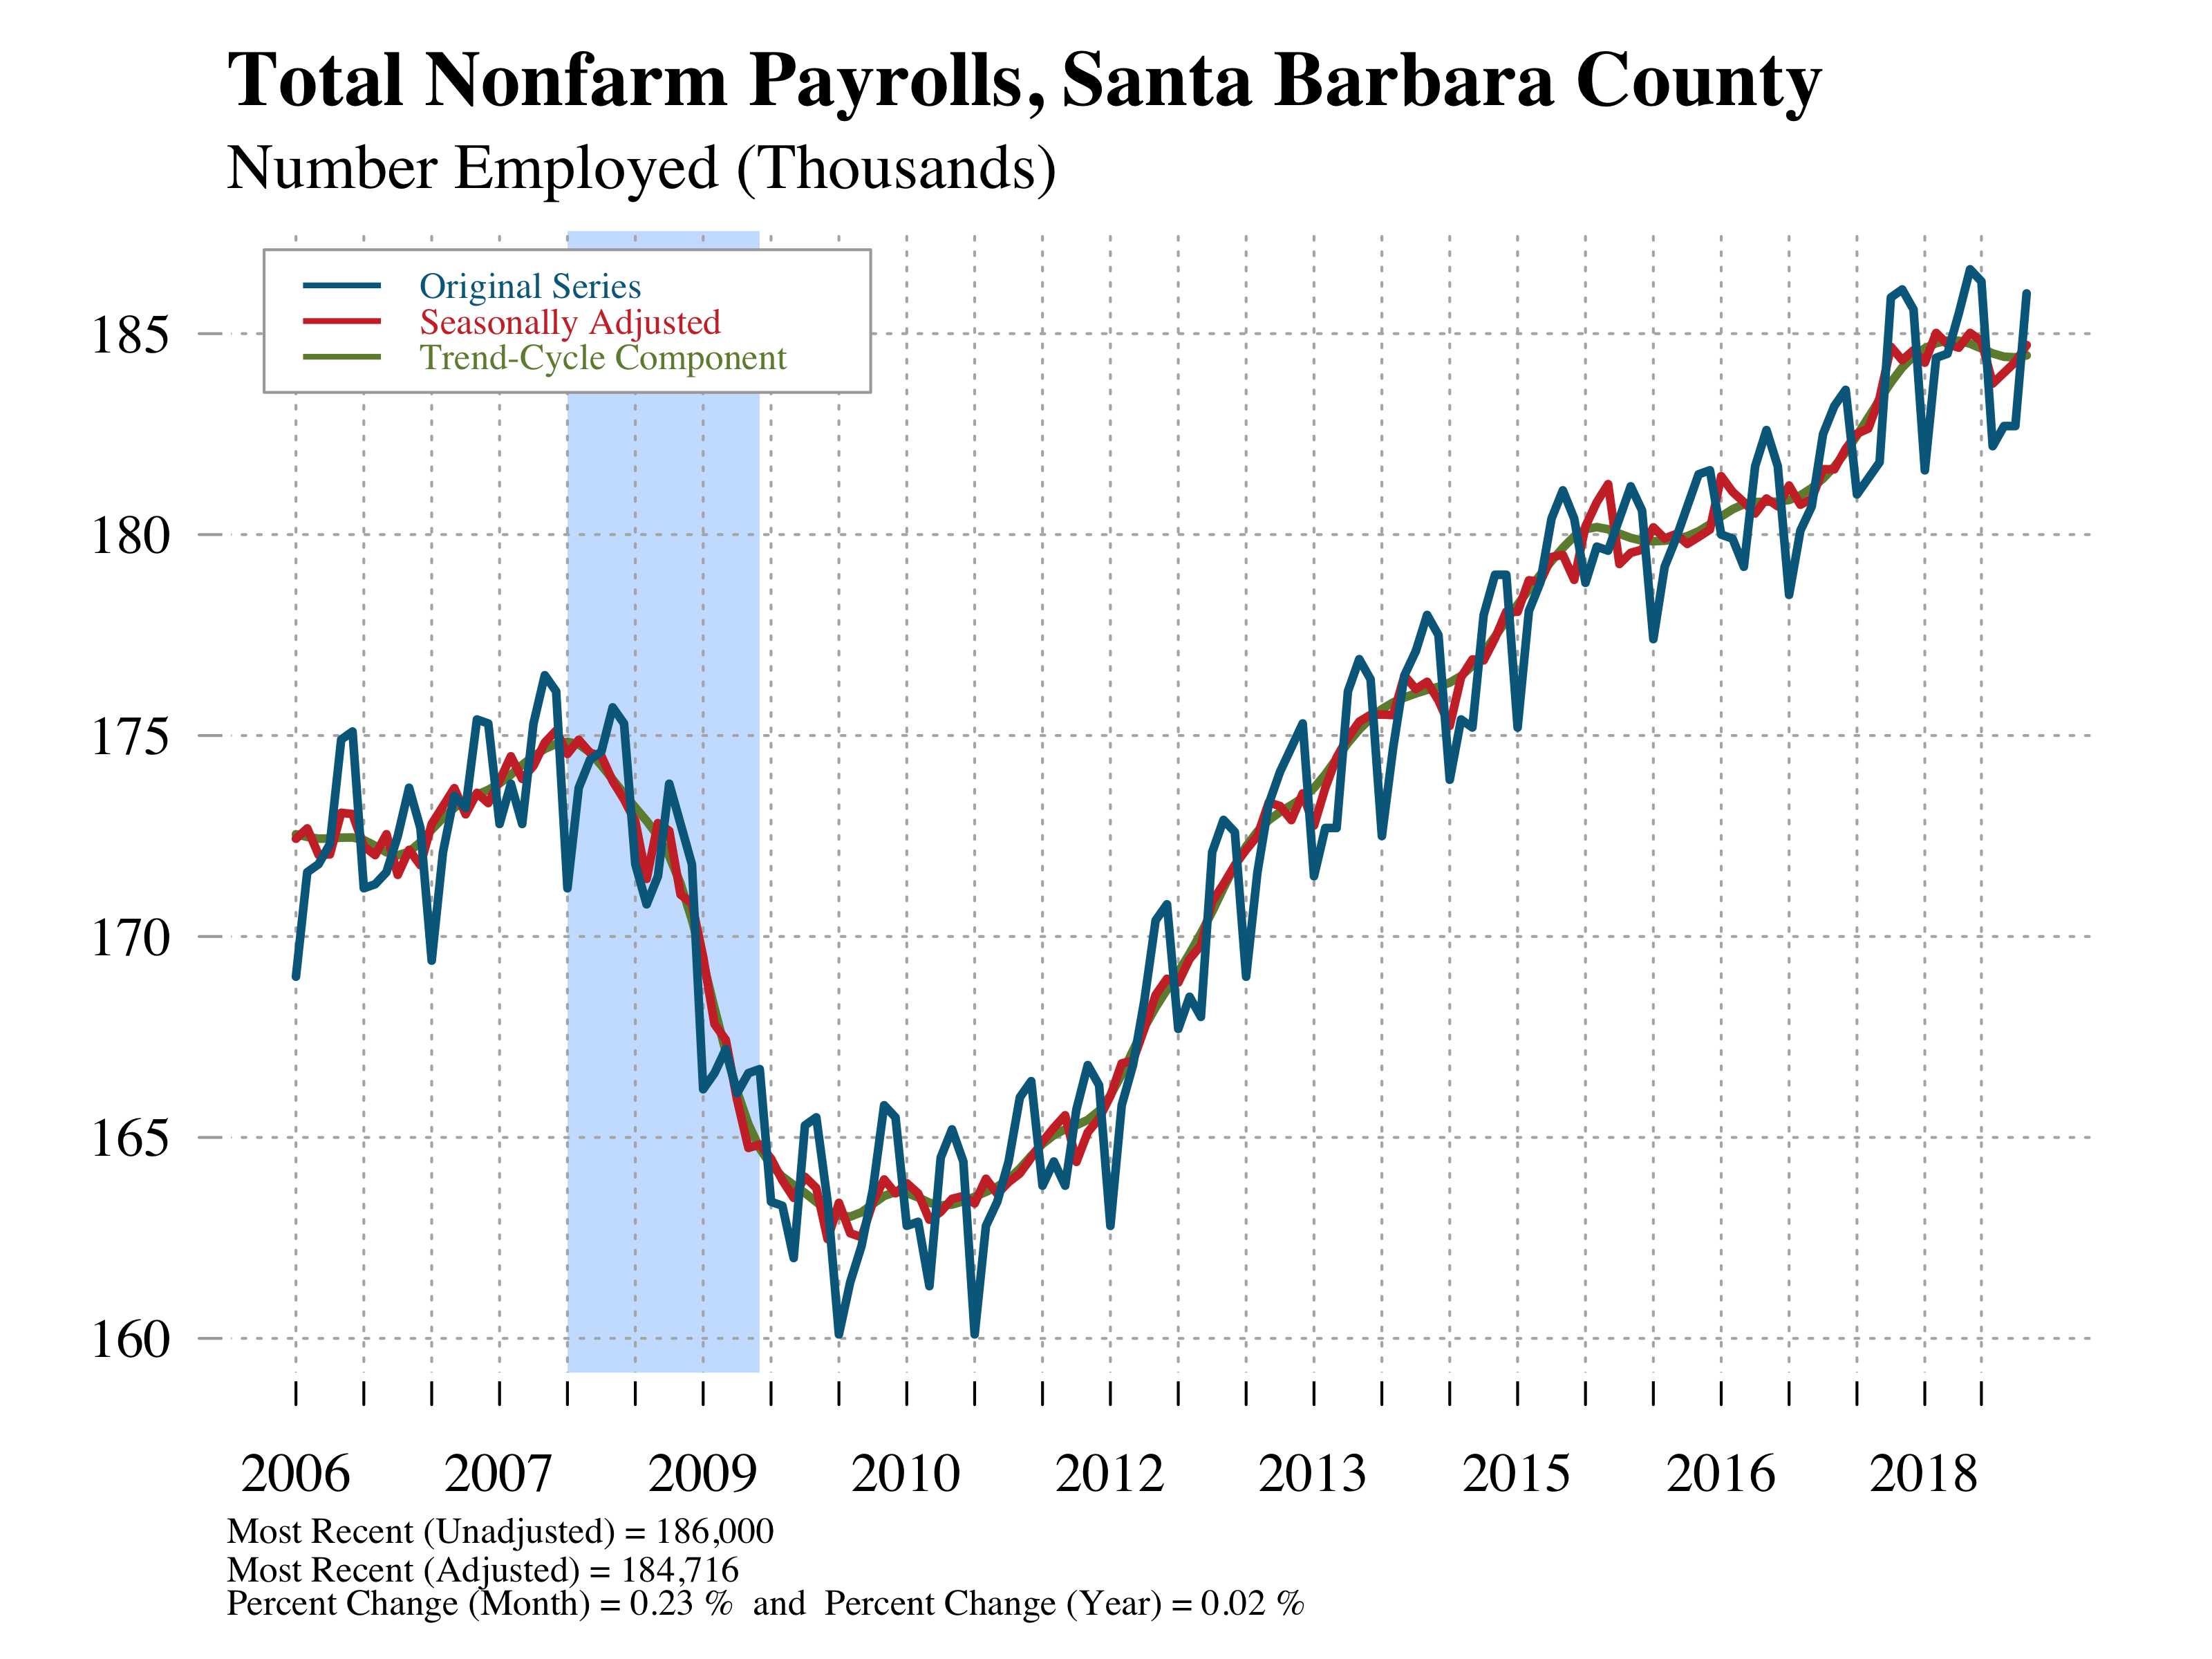 Total Nonfarm Payrolls, Santa Barbara County
Number Employed (Thousands)
Original Series
Seasonally Adjusted
Trend-Cycle Component
185
180
175
170
165
160
2006 2007 2009 2010 2012 2013 2015 2016 2018
Most Recent (Unadjusted) = 186,000
Most Recent (Adjusted) = 184,716
Percent Change (Month) = 0.23 % and Percent Change (Year) = 0.02 %